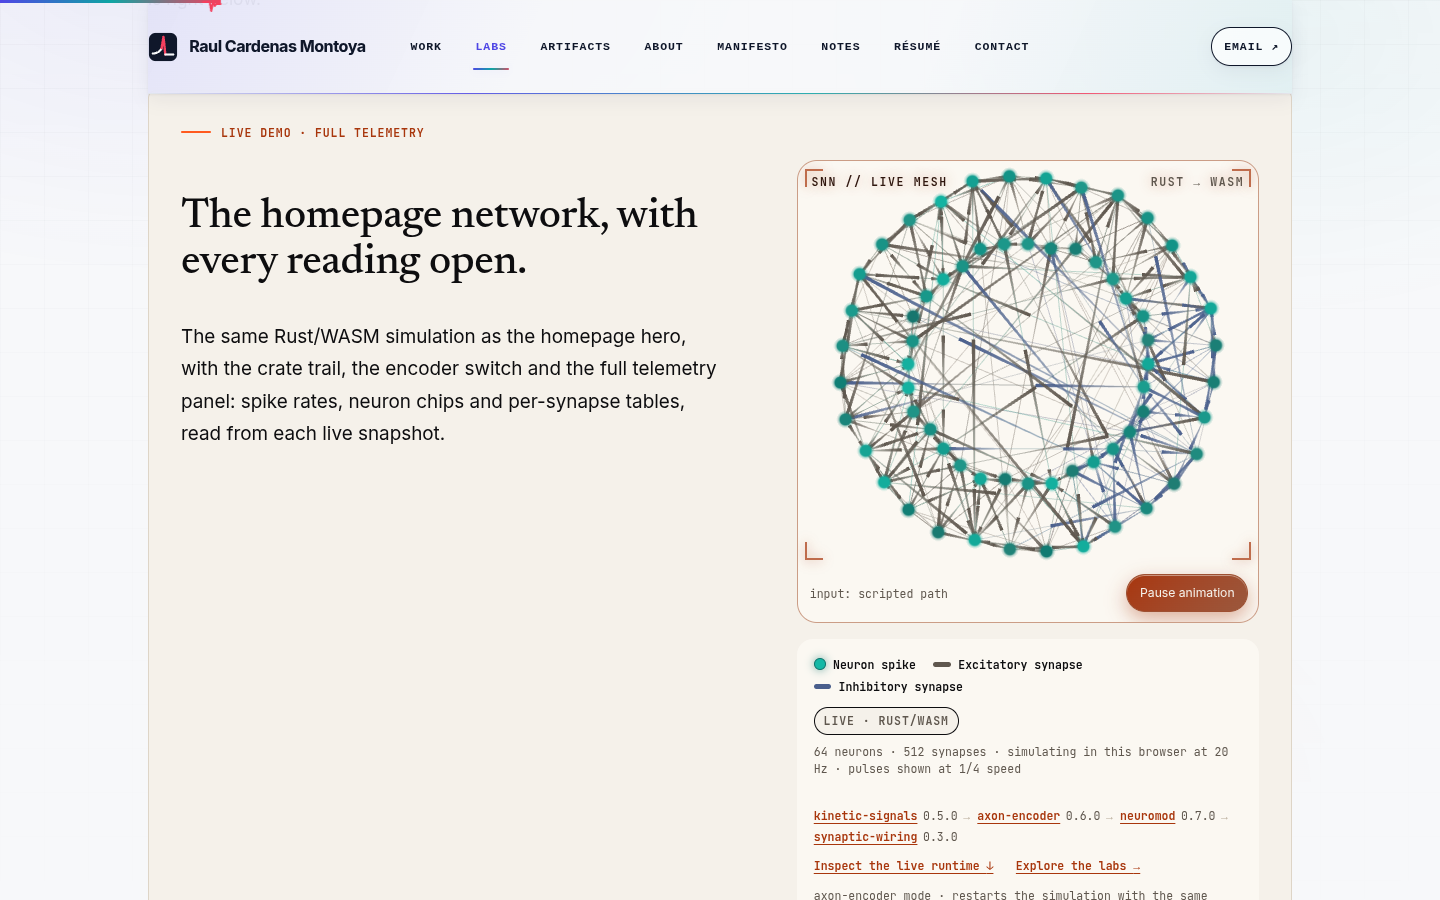 Raul Cardenas Montoya
WORK
LABS
ARTIFACTS
ABOUT
MANIFESTO
NOTES
RÉSUMÉ
CONTACT
EMAIL ↗
LIVE DEMO · FULL TELEMETRY
The homepage network, with
every reading open.
The same Rust/WASM simulation as the homepage hero,
with the crate trail, the encoder switch and the full telemetry
panel: spike rates, neuron chips and per-synapse tables,
read from each live snapshot.
SNN // LIVE MESH
RUST → WASM
input: scripted path
Pause animation
Neuron spike
Excitatory synapse
Inhibitory synapse
LIVE · RUST/WASM
64 neurons · 512 synapses · simulating in this browser at 20
Hz · pulses shown at 1/4 speed
kinetic-signals 0.5.0 → axon-encoder 0.6.0 → neuromod 0.7.0 →
synaptic-wiring 0.3.0
Inspect the live runtime ↓
Explore the labs →
axon-encoder mode · restarts the simulation with the same